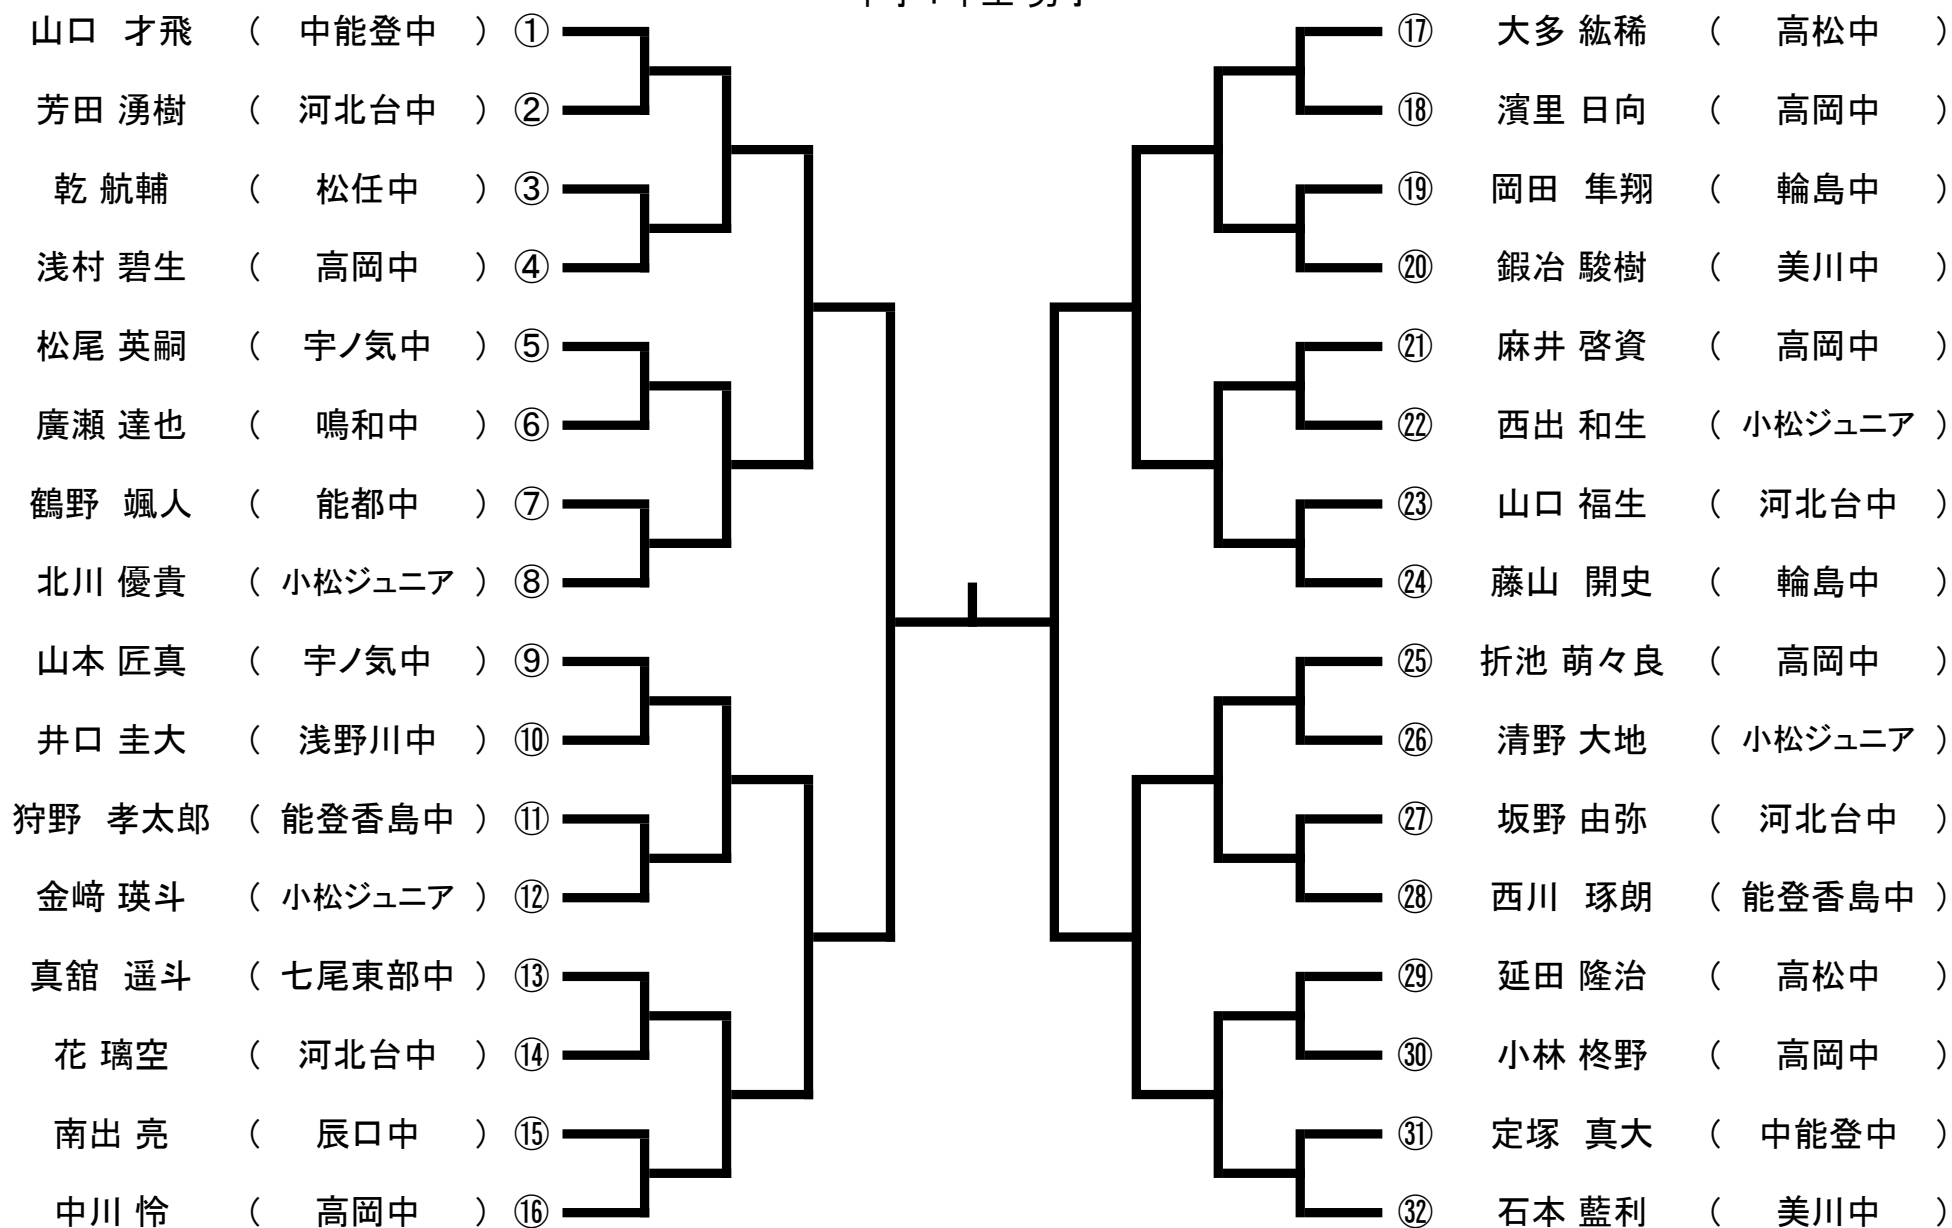 山口 才飛 ( 中能登中 ) ①
芳田 湧樹 ( 河北台中 ) ②
乾 航輔 ( 松任中 ) ③
浅村 碧生 ( 高岡中 ) ④
松尾 英嗣 ( 宇ノ気中 ) ⑤
廣瀬 達也 ( 鳴和中 ) ⑥
鶴野 颯人 ( 能都中 ) ⑦
北川 優貴 ( 小松ジュニア ) ⑧
山本 匠真 ( 宇ノ気中 ) ⑨
井口 圭大 ( 浅野川中 ) ⑩
狩野 孝太郎 ( 能登香島中 ) ⑪
金﨑 瑛斗 ( 小松ジュニア ) ⑫
真舘 遥斗 ( 七尾東部中 ) ⑬
花 璃空 ( 河北台中 ) ⑭
南出 亮 ( 辰口中 ) ⑮
中川 怜 ( 高岡中 ) ⑯
⑰ 大多 紘稀 ( 高松中 )
⑱ 濱里 日向 ( 高岡中 )
⑲ 岡田 隼翔 ( 輪島中 )
⑳ 鍜冶 駿樹 ( 美川中 )
㉑ 麻井 啓資 ( 高岡中 )
㉒ 西出 和生 ( 小松ジュニア )
㉓ 山口 福生 ( 河北台中 )
㉔ 藤山 開史 ( 輪島中 )
㉕ 折池 萌々良 ( 高岡中 )
㉖ 清野 大地 ( 小松ジュニア )
㉗ 坂野 由弥 ( 河北台中 )
㉘ 西川 琢朗 ( 能登香島中 )
㉙ 延田 隆治 ( 高松中 )
㉚ 小林 柊野 ( 高岡中 )
㉛ 定塚 真大 ( 中能登中 )
㉜ 石本 藍利 ( 美川中 )